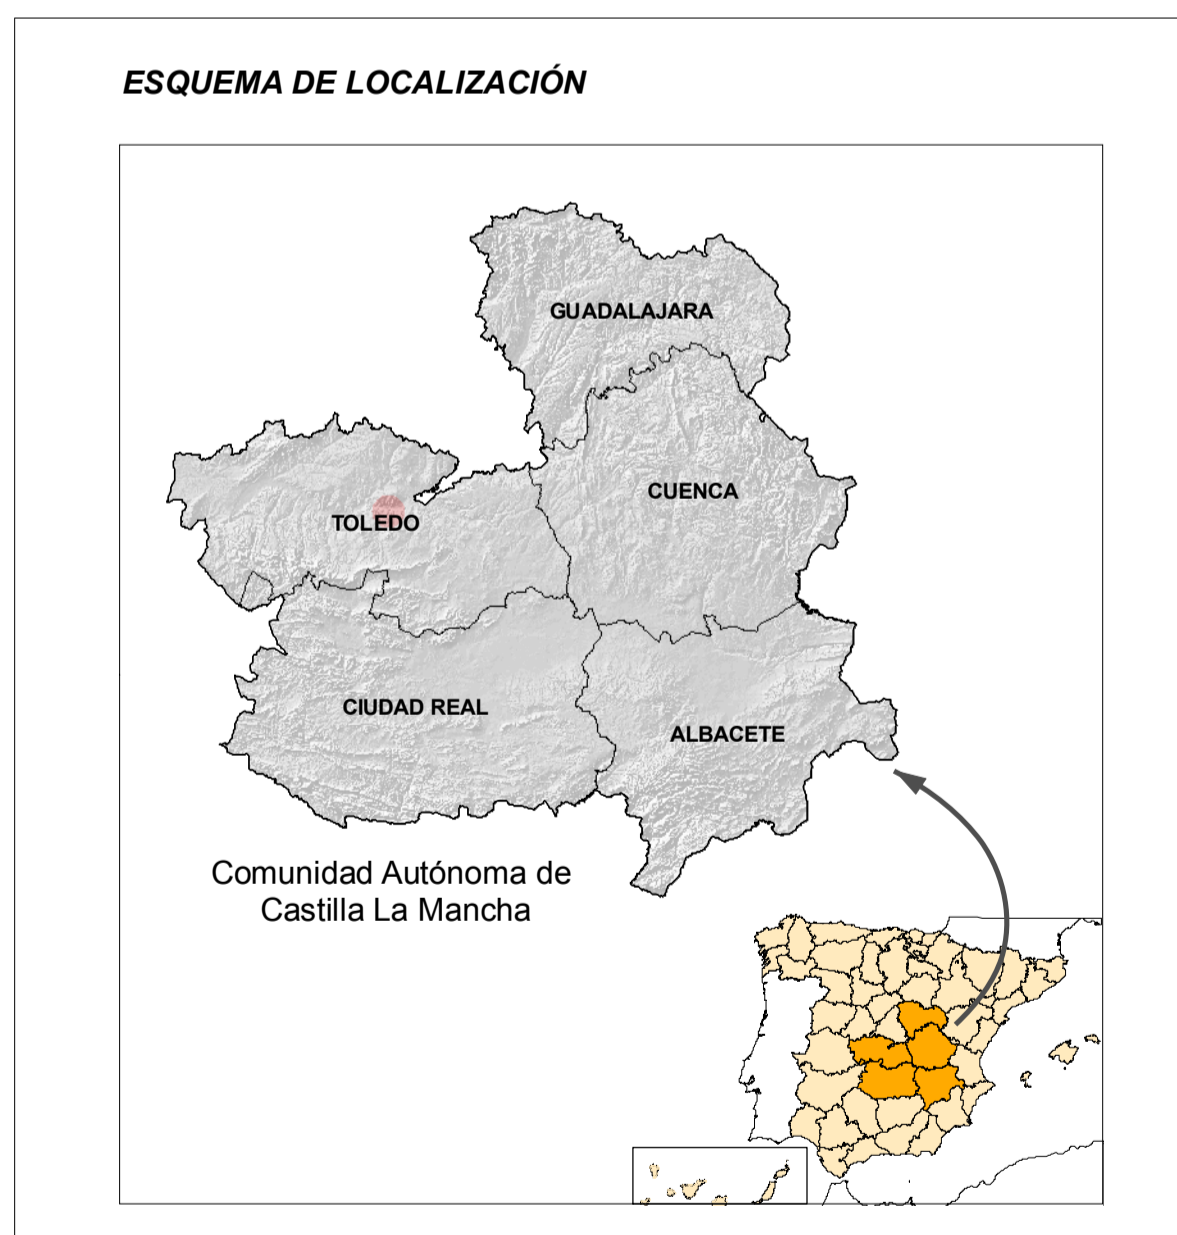 ESQUEMA DE LOCALIZACIÓN
GUADALAJARA
CUENCA
TOLEDO
CIUDAD REAL
ALBACETE
Comunidad Autónoma de
Castilla La Mancha